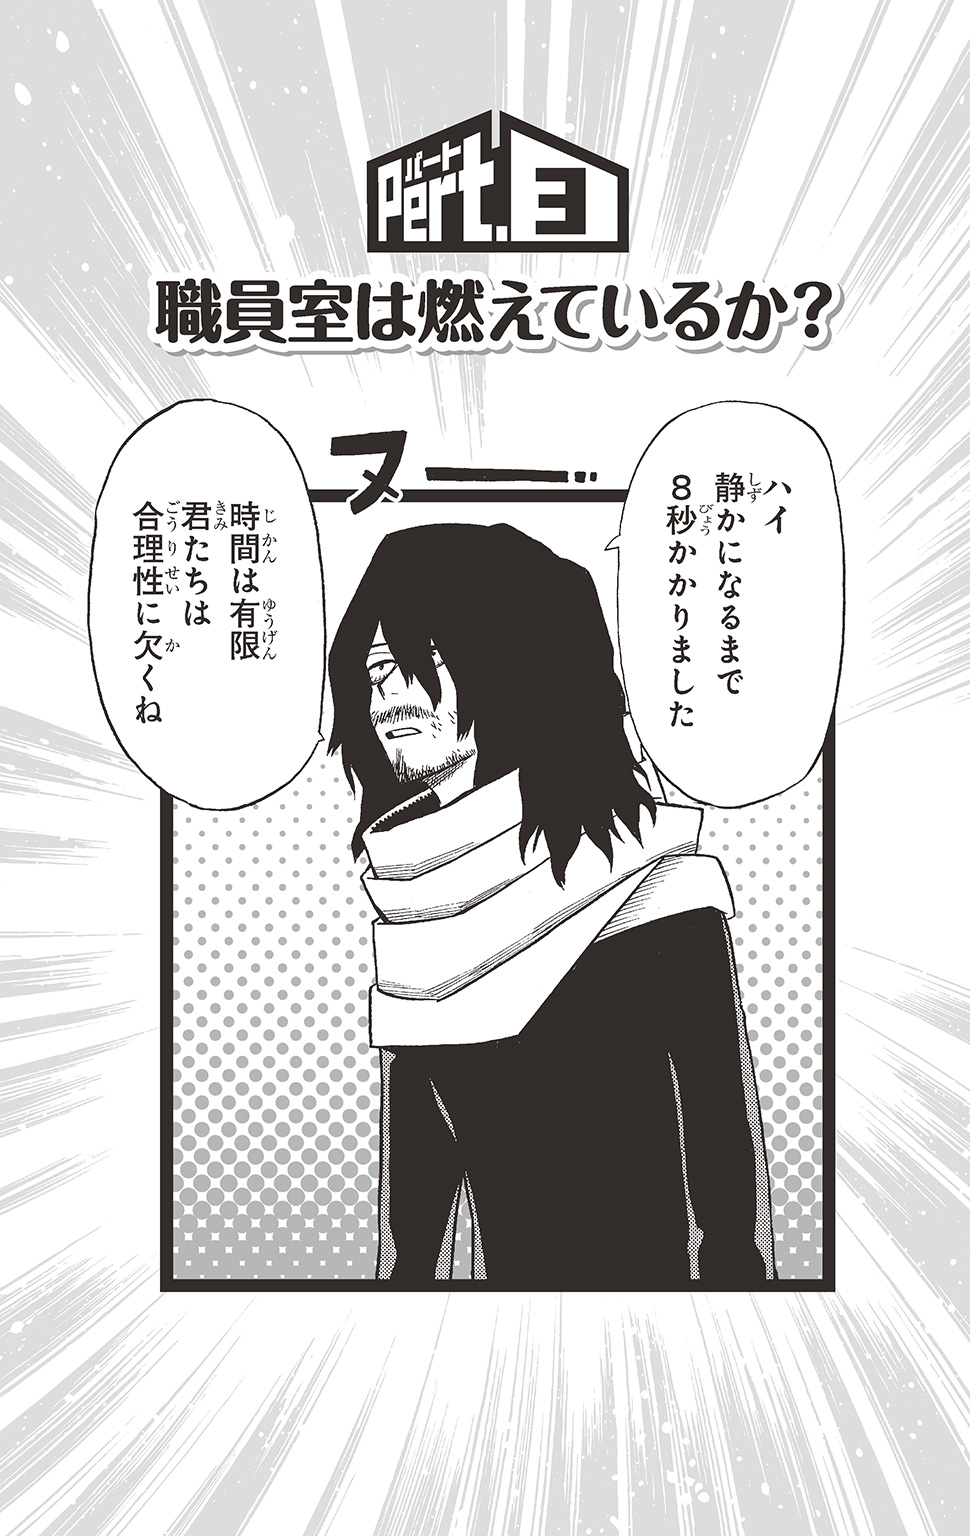 パート
Part.3
職員室は燃えているか?
ヌー…
ハイ
静かになるまで
8秒かかりました
時間は有限
君たちは
合理性に欠くね